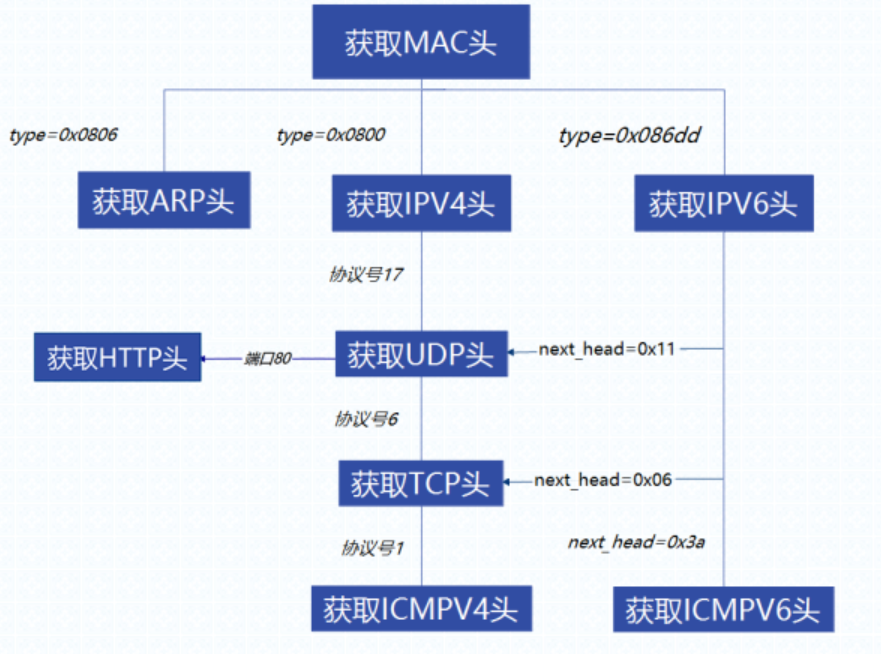 获取MAC头
type=0x0806
type=0x0800
type=0x086dd
获取ARP头
获取IPV4头
获取IPV6头
协议号17
获取HTTP头
端口80
获取UDP头
next_head=0x11
协议号6
获取TCP头
next_head=0x06
协议号1
next_head=0x3a
获取ICMPV4头
获取ICMPV6头